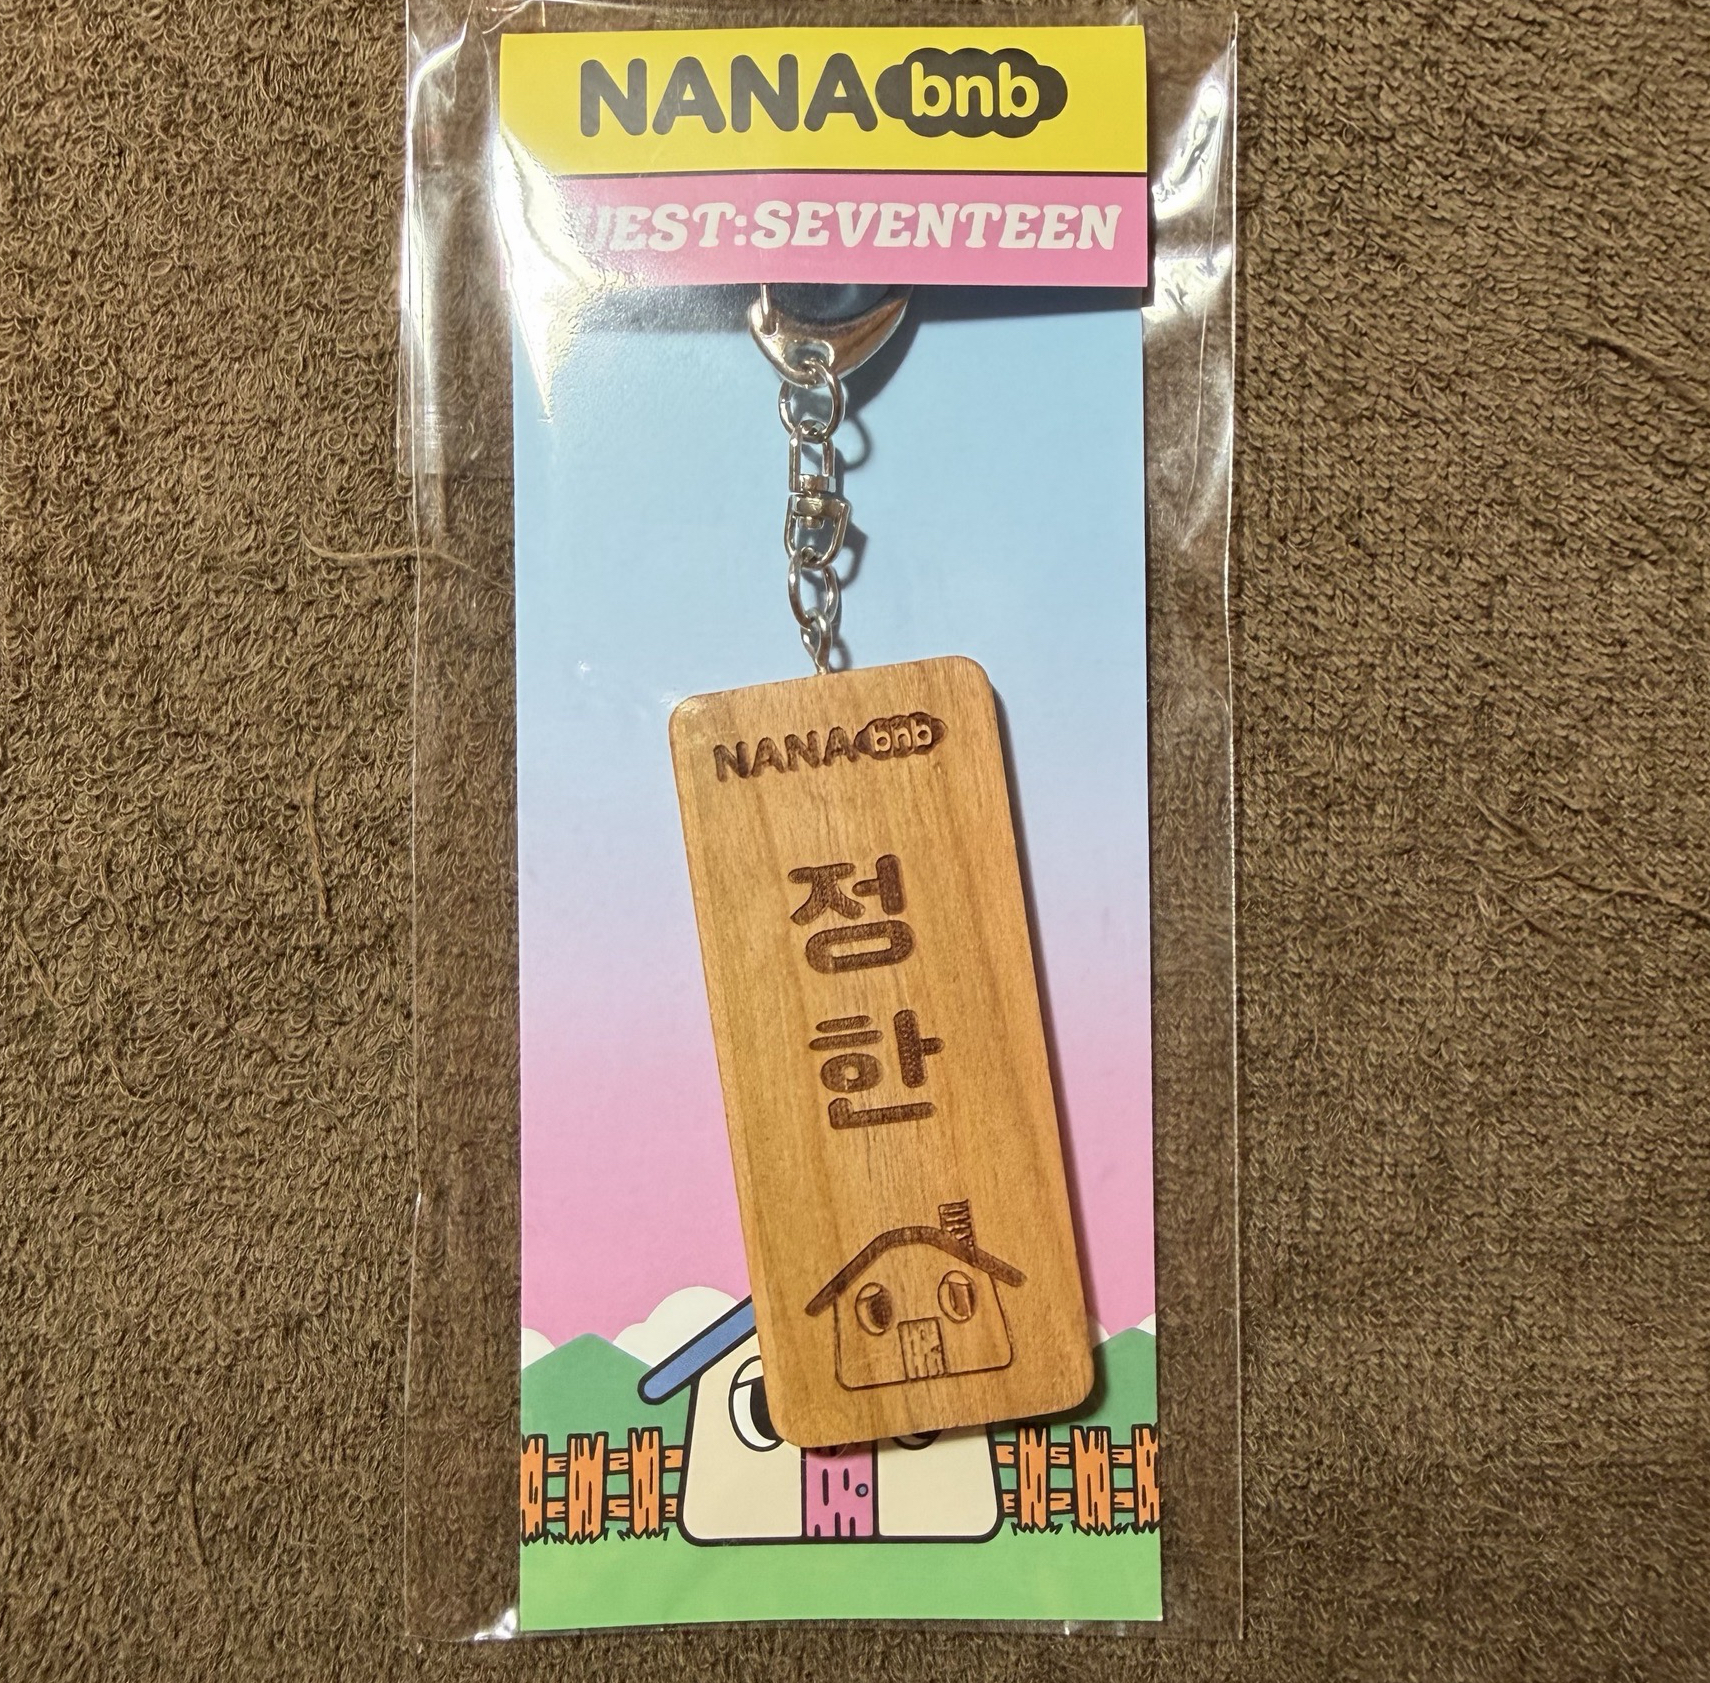 NANA bnb
UEST:SEVENTEEN
NANA bnb
정
한